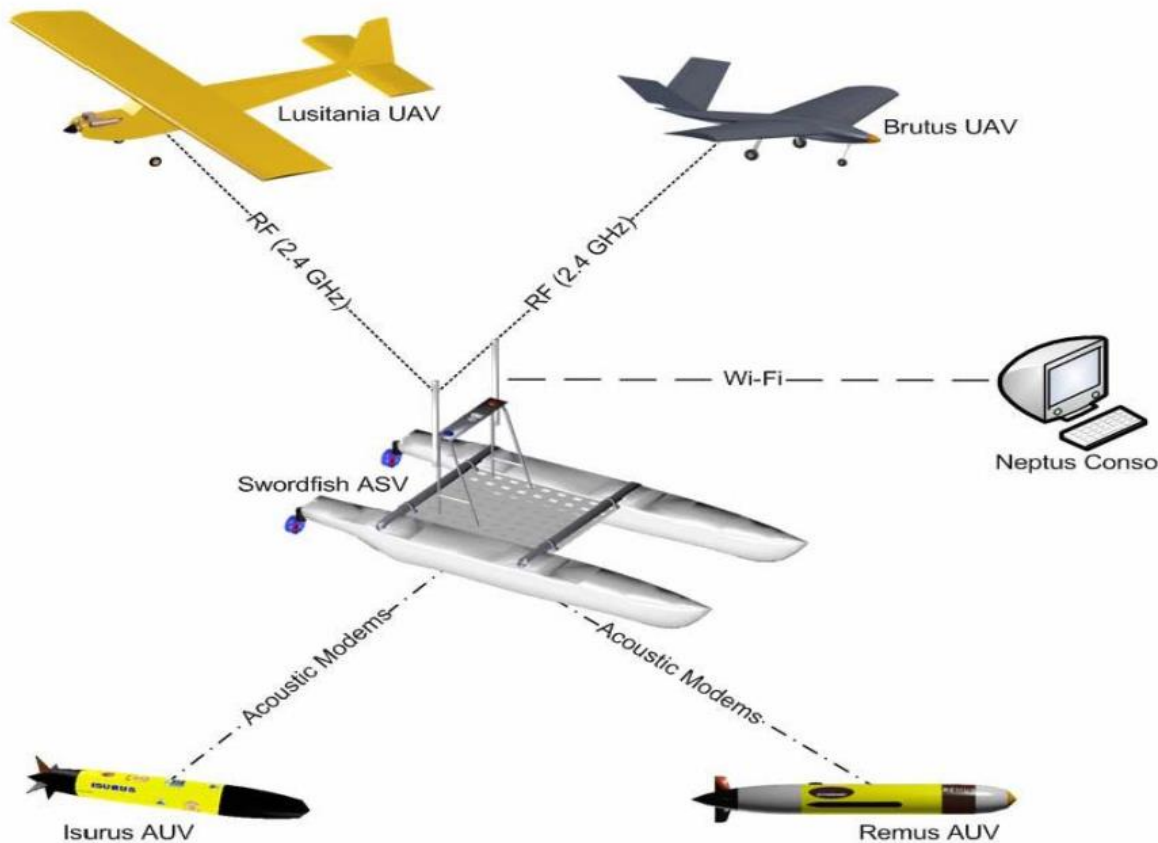 Lusitania UAV
Brutus UAV
RF (2.4 GHz)
RF (2.4 GHz)
Wi-Fi
Neptus Conso
Swordfish ASV
Acoustic Modems
Acoustic Modems
ISURUS
REMUS
Isurus AUV
Remus AUV